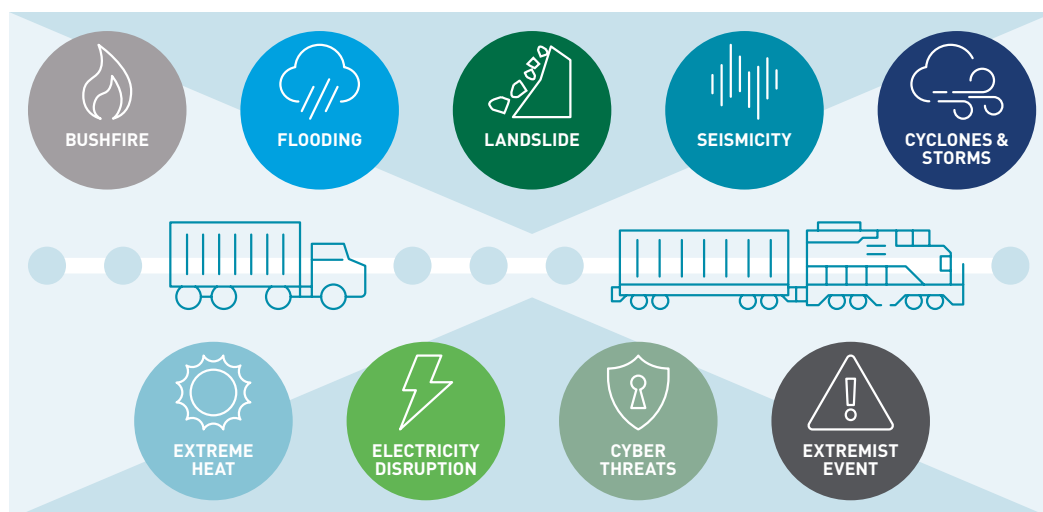 BUSHFIRE
FLOODING
LANDSLIDE
SEISMICITY
CYCLONES &
STORMS
EXTREME
HEAT
ELECTRICITY
DISRUPTION
CYBER
THREATS
EXTREMIST
EVENT